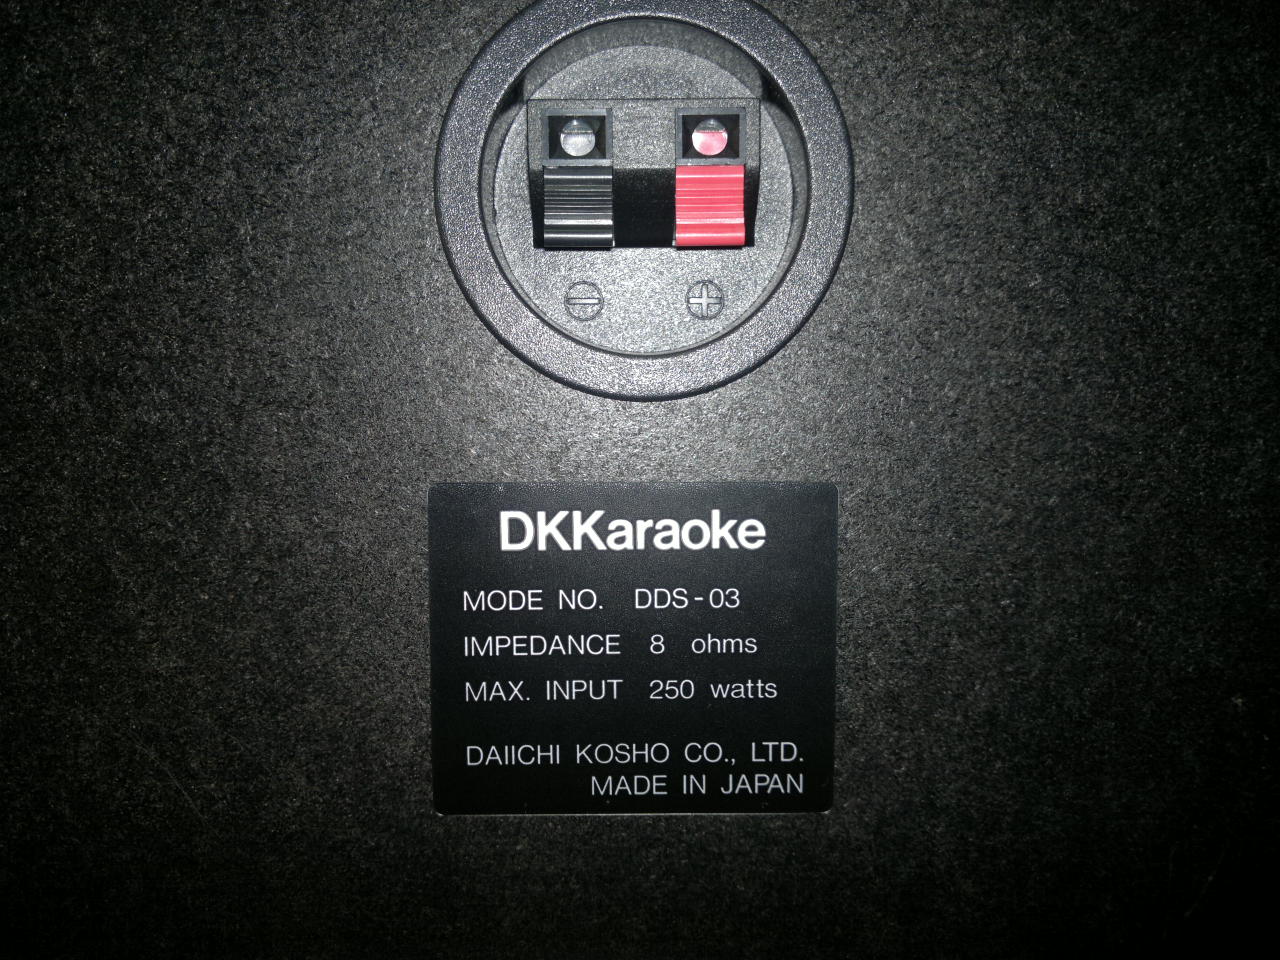 DKKaraoke
MODE NO. DDS-03
IMPEDANCE 8 ohms
MAX. INPUT 250 watts
DAIICHI KOSHO CO., LTD.
MADE IN JAPAN